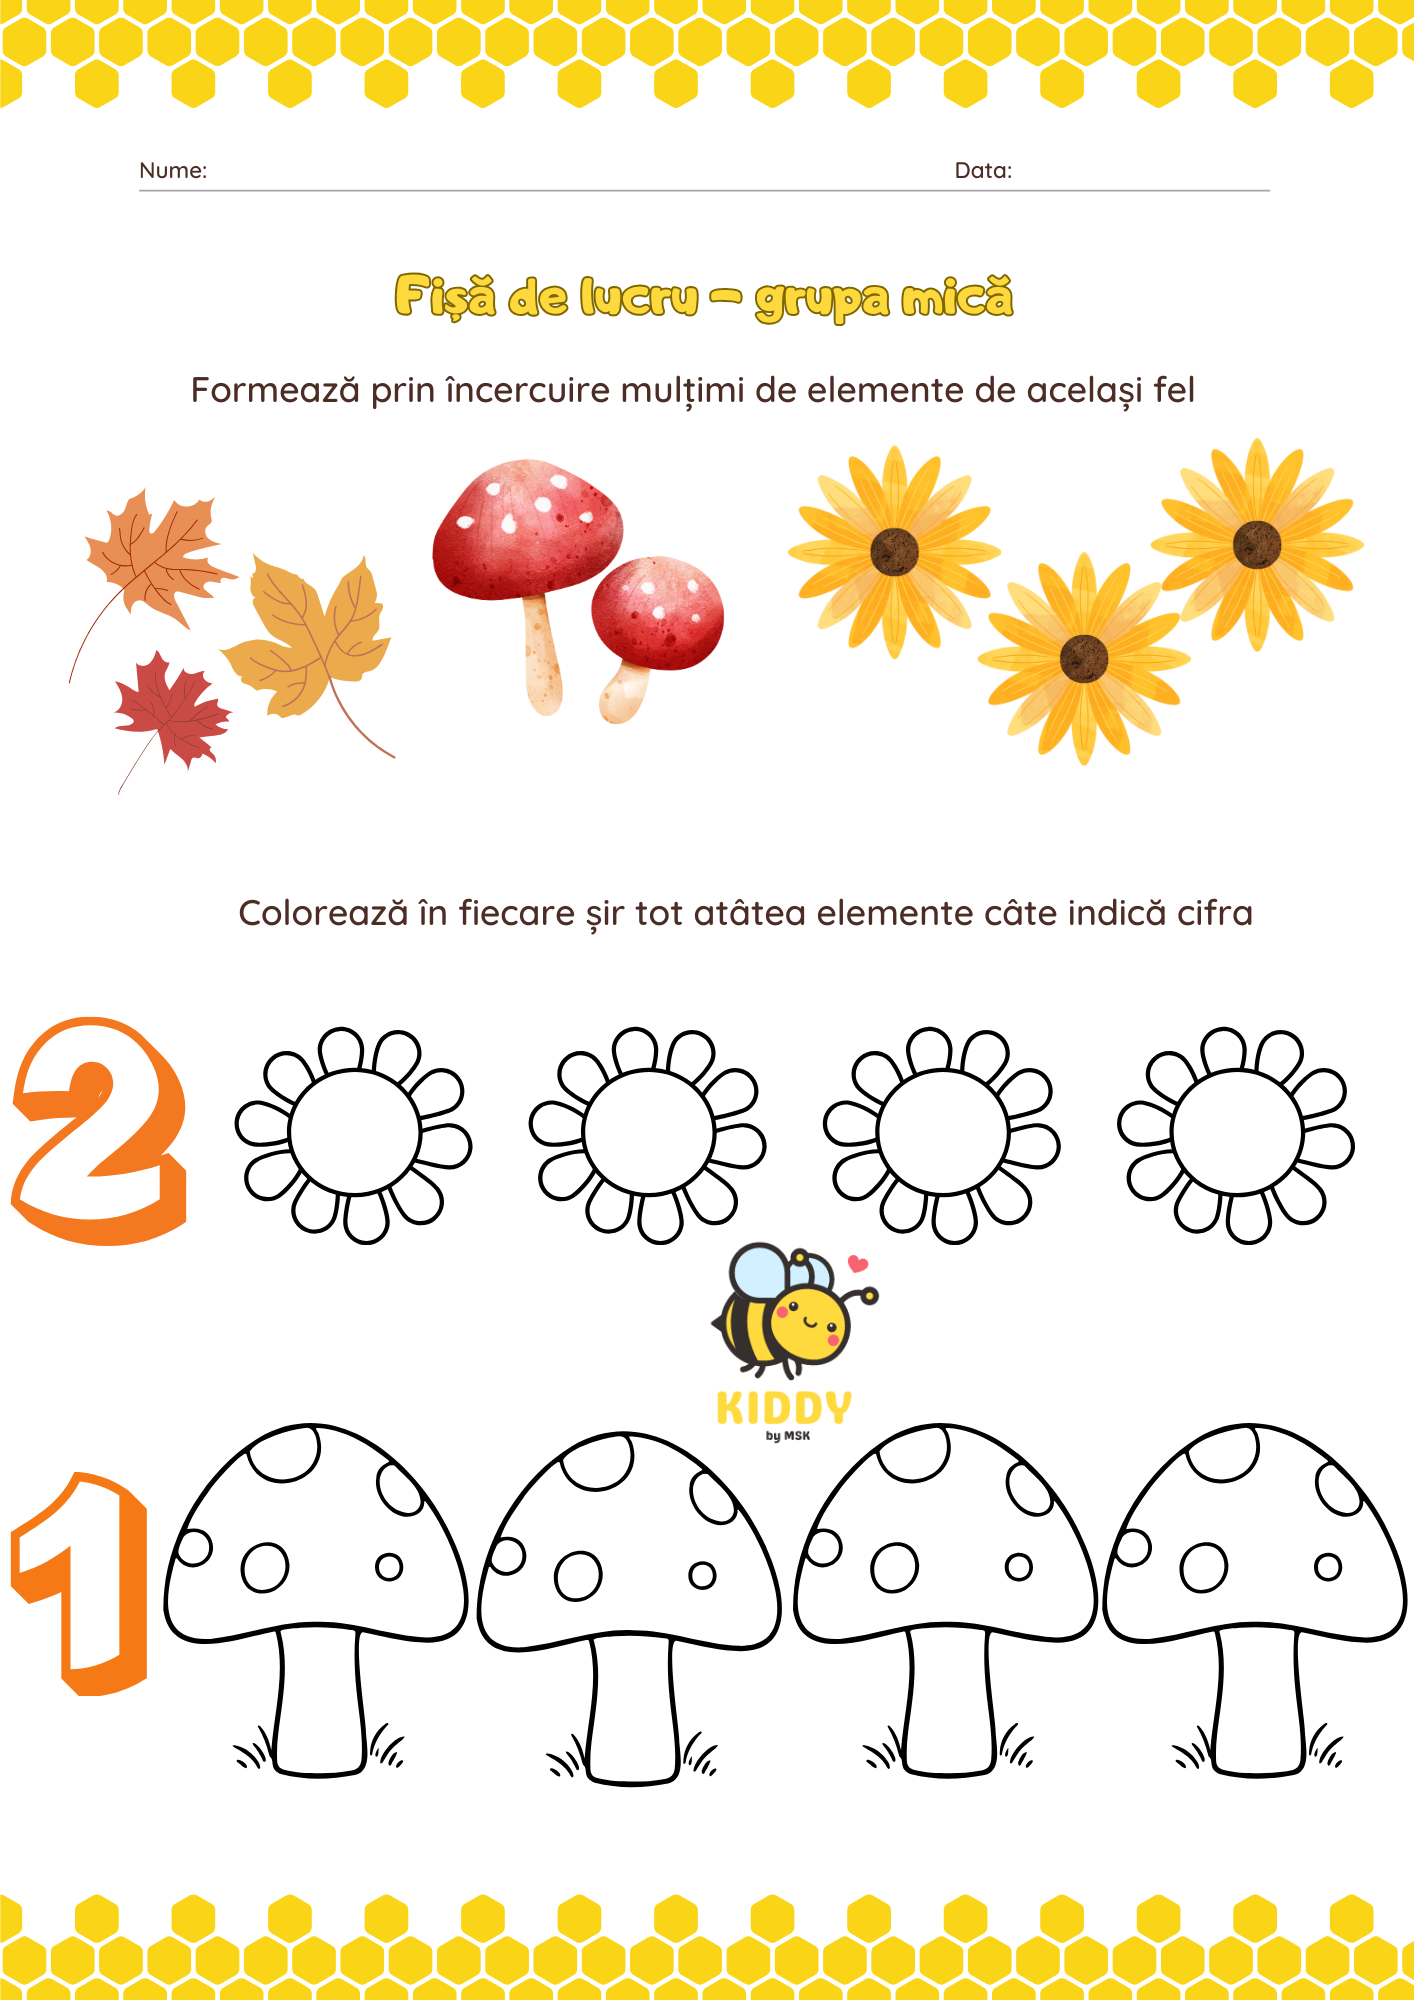 Nume: Data:
Fișă de lucru - grupa mică
Formează prin încercuire mulțimi de elemente de același fel
Colorează în fiecare șir tot atâtea elemente câte indică cifra
2
KIDDY
by MSK
1